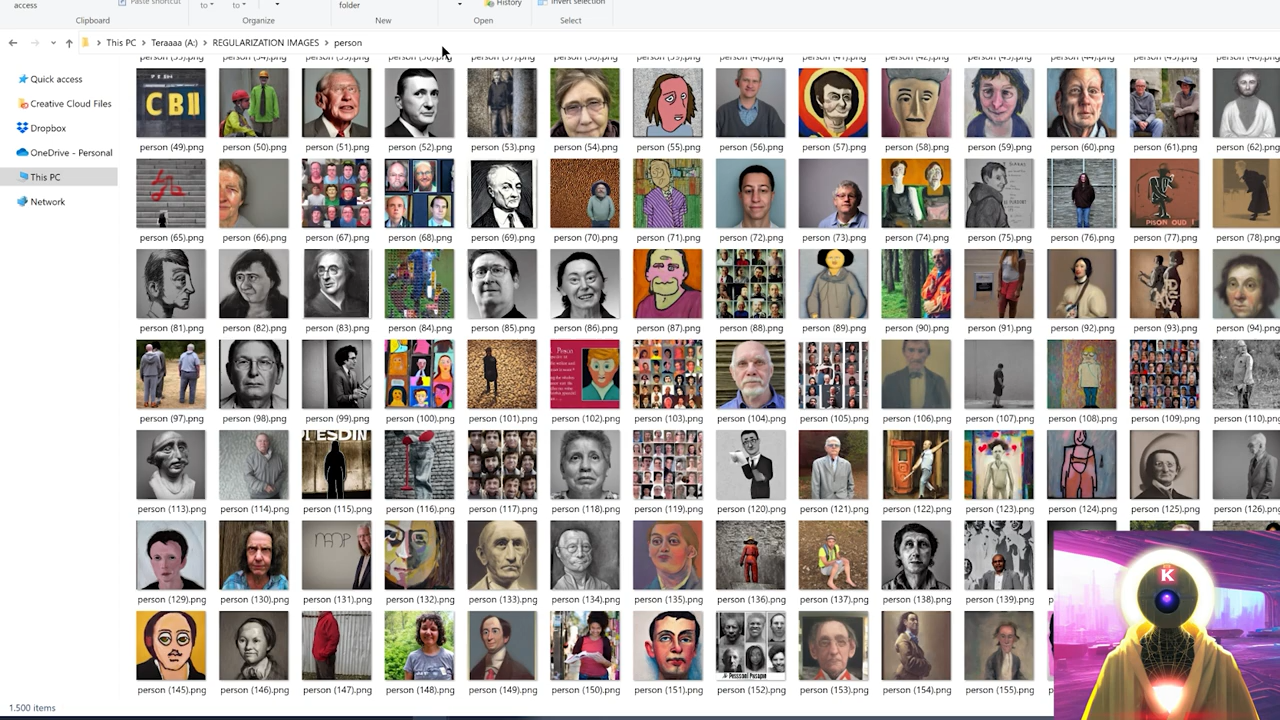 access
Paste shortcut
to
to
folder
History
Invert selection
Clipboard
Organize
New
Open
Select
This PC > Teraaaa (A:) > REGULARIZATION IMAGES > person
Quick access
Creative Cloud Files
Dropbox
OneDrive - Personal
This PC
Network
person (49).png person (50).png person (51).png person (52).png person (53).png person (54).png person (55).png person (56).png person (57).png person (58).png person (59).png person (60).png person (61).png person (62).png
person (65).png person (66).png person (67).png person (68).png person (69).png person (70).png person (71).png person (72).png person (73).png person (74).png person (75).png person (76).png person (77).png person (78).png
person (81).png person (82).png person (83).png person (84).png person (85).png person (86).png person (87).png person (88).png person (89).png person (90).png person (91).png person (92).png person (93).png person (94).png
person (97).png person (98).png person (99).png person (100).png person (101).png person (102).png person (103).png person (104).png person (105).png person (106).png person (107).png person (108).png person (109).png person (110).png
person (113).png person (114).png person (115).png person (116).png person (117).png person (118).png person (119).png person (120).png person (121).png person (122).png person (123).png person (124).png person (125).png person (126).png
person (129).png person (130).png person (131).png person (132).png person (133).png person (134).png person (135).png person (136).png person (137).png person (138).png person (139).png
K
person (145).png person (146).png person (147).png person (148).png person (149).png person (150).png person (151).png person (152).png person (153).png person (154).png person (155).png
1.500 items